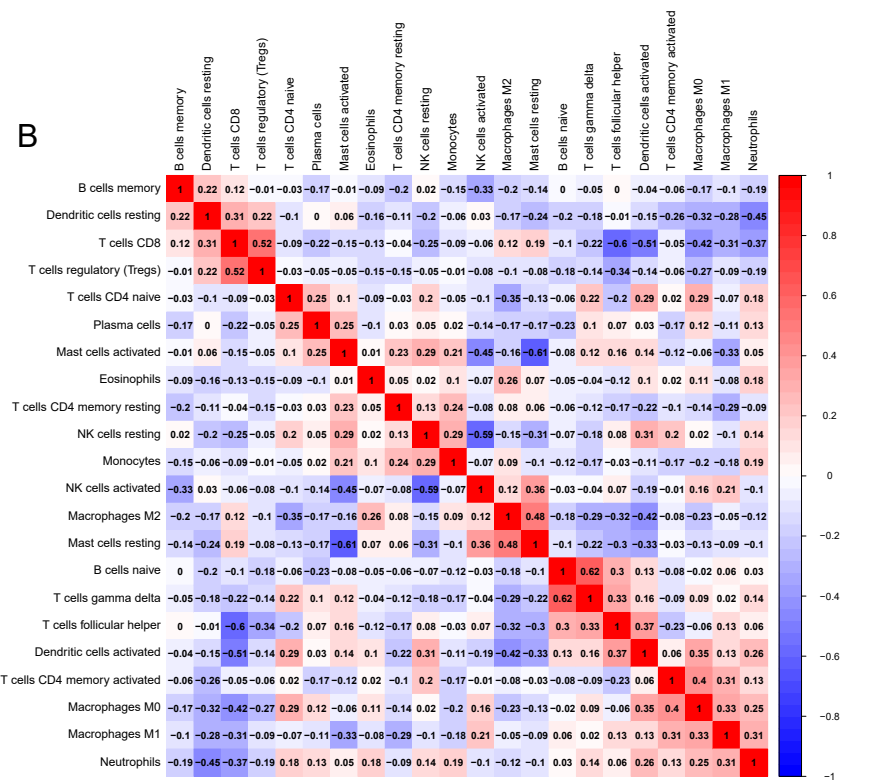 B
B cells memory
Dendritic cells resting
T cells CD8
T cells regulatory (Tregs)
T cells CD4 naive
Plasma cells
Mast cells activated
Eosinophils
T cells CD4 memory resting
NK cells resting
Monocytes
NK cells activated
Macrophages M2
Mast cells resting
B cells naive
T cells gamma delta
T cells follicular helper
Dendritic cells activated
T cells CD4 memory activated
Macrophages M0
Macrophages M1
Neutrophils
B cells memory 1 0.22 0.12 −0.01 −0.03 −0.17 −0.01 −0.09 −0.2 0.02 −0.15 −0.33 −0.2 −0.14 0 −0.05 0 −0.04 −0.06 −0.17 −0.1 −0.19
Dendritic cells resting 0.22 1 0.31 0.22 −0.1 0 0.06 −0.16 −0.11 −0.2 −0.06 0.03 −0.17 −0.24 −0.2 −0.18 −0.01 −0.15 −0.26 −0.32 −0.28 −0.45
T cells CD8 0.12 0.31 1 0.52 −0.09 −0.22 −0.15 −0.13 −0.04 −0.25 −0.09 −0.06 0.12 0.19 −0.1 −0.22 −0.6 −0.51 −0.05 −0.42 −0.31 −0.37
T cells regulatory (Tregs) −0.01 0.22 0.52 1 −0.03 −0.05 −0.05 −0.15 −0.15 −0.05 −0.01 −0.08 −0.1 −0.08 −0.18 −0.14 −0.34 −0.14 −0.06 −0.27 −0.09 −0.19
T cells CD4 naive −0.03 −0.1 −0.09 −0.03 1 0.25 0.1 −0.09 −0.03 0.2 −0.05 −0.1 −0.35 −0.13 −0.06 0.22 −0.2 0.29 0.02 0.29 −0.07 0.18
Plasma cells −0.17 0 −0.22 −0.05 0.25 1 0.25 −0.1 0.03 0.05 0.02 −0.14 −0.17 −0.17 −0.23 0.1 0.07 0.03 −0.17 0.12 −0.11 0.13
Mast cells activated −0.01 0.06 −0.15 −0.05 0.1 0.25 1 0.01 0.23 0.29 0.21 −0.45 −0.16 −0.61 −0.08 0.12 0.16 0.14 −0.12 −0.06 −0.33 0.05
Eosinophils −0.09 −0.16 −0.13 −0.15 −0.09 −0.1 0.01 1 0.05 0.02 0.1 −0.07 0.26 0.07 −0.05 −0.04 −0.12 0.1 0.02 0.11 −0.08 0.18
T cells CD4 memory resting −0.2 −0.11 −0.04 −0.15 −0.03 0.03 0.23 0.05 1 0.13 0.24 −0.08 0.08 0.06 −0.06 −0.12 −0.17 −0.22 −0.1 −0.14 −0.29 −0.09
NK cells resting 0.02 −0.2 −0.25 −0.05 0.2 0.05 0.29 0.02 0.13 1 0.29 −0.59 −0.15 −0.31 −0.07 −0.18 0.08 0.31 0.2 0.02 −0.1 0.14
Monocytes −0.15 −0.06 −0.09 −0.01 −0.05 0.02 0.21 0.1 0.24 0.29 1 −0.07 0.09 −0.1 −0.12 −0.17 −0.03 −0.11 −0.17 −0.2 −0.18 0.19
NK cells activated −0.33 0.03 −0.06 −0.08 −0.1 −0.14 −0.45 −0.07 −0.08 −0.59 −0.07 1 0.12 0.36 −0.03 −0.04 0.07 −0.19 −0.01 0.16 0.21 −0.1
Macrophages M2 −0.2 −0.17 0.12 −0.1 −0.35 −0.17 −0.16 0.26 0.08 −0.15 0.09 0.12 1 0.48 −0.18 −0.29 −0.32 −0.42 −0.08 −0.23 −0.05 −0.12
Mast cells resting −0.14 −0.24 0.19 −0.08 −0.13 −0.17 −0.61 0.07 0.06 −0.31 −0.1 0.36 0.48 1 −0.1 −0.22 −0.3 −0.33 −0.03 −0.13 −0.09 −0.1
B cells naive 0 −0.2 −0.1 −0.18 −0.06 −0.23 −0.08 −0.05 −0.06 −0.07 −0.12 −0.03 −0.18 −0.1 1 0.62 0.3 0.13 −0.08 −0.02 0.06 0.03
T cells gamma delta −0.05 −0.18 −0.22 −0.14 0.22 0.1 0.12 −0.04 −0.12 −0.18 −0.17 −0.04 −0.29 −0.22 0.62 1 0.33 0.16 −0.09 0.09 0.02 0.14
T cells follicular helper 0 −0.01 −0.6 −0.34 −0.2 0.07 0.16 −0.12 −0.17 0.08 −0.03 0.07 −0.32 −0.3 0.3 0.33 1 0.37 −0.23 −0.06 0.13 0.06
Dendritic cells activated −0.04 −0.15 −0.51 −0.14 0.29 0.03 0.14 0.1 −0.22 0.31 −0.11 −0.19 −0.42 −0.33 0.13 0.16 0.37 1 0.06 0.35 0.13 0.26
T cells CD4 memory activated −0.06 −0.26 −0.05 −0.06 0.02 −0.17 −0.12 0.02 −0.1 0.2 −0.17 −0.01 −0.08 −0.03 −0.08 −0.09 −0.23 0.06 1 0.4 0.31 0.13
Macrophages M0 −0.17 −0.32 −0.42 −0.27 0.29 0.12 −0.06 0.11 −0.14 0.02 −0.2 0.16 −0.23 −0.13 −0.02 0.09 −0.06 0.35 0.4 1 0.33 0.25
Macrophages M1 −0.1 −0.28 −0.31 −0.09 −0.07 −0.11 −0.33 −0.08 −0.29 −0.1 −0.18 0.21 −0.05 −0.09 0.06 0.02 0.13 0.13 0.31 0.33 1 0.31
Neutrophils −0.19 −0.45 −0.37 −0.19 0.18 0.13 0.05 0.18 −0.09 0.14 0.19 −0.1 −0.12 −0.1 0.03 0.14 0.06 0.26 0.13 0.25 0.31 1
1
0.8
0.6
0.4
0.2
0
−0.2
−0.4
−0.6
−0.8
−1